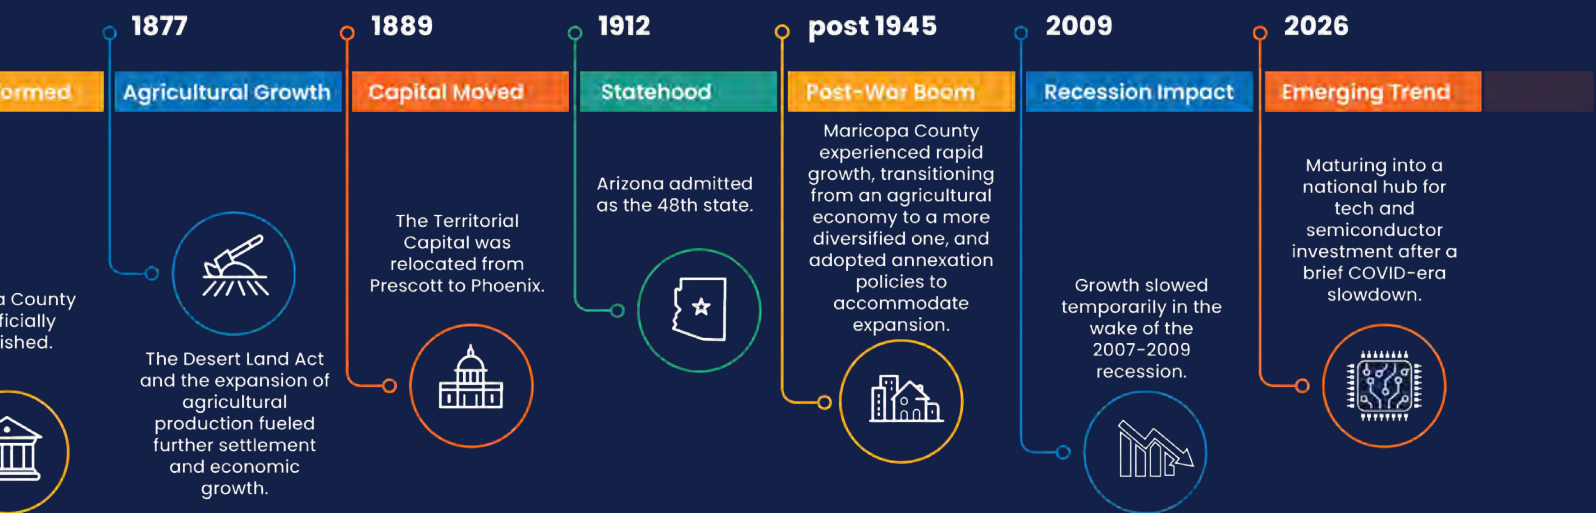 1877
1889
1912
post 1945
2009
2026
ormed
Agricultural Growth
Capital Moved
Statehood
Post-War Boom
Recession Impact
Emerging Trend
a County
ficially
ished.
The Desert Land Act
and the expansion of
agricultural
production fueled
further settlement
and economic
growth.
The Territorial
Capital was
relocated from
Prescott to Phoenix.
Arizona admitted
as the 48th state.
Maricopa County
experienced rapid
growth, transitioning
from an agricultural
economy to a more
diversified one, and
adopted annexation
policies to
accommodate
expansion.
Growth slowed
temporarily in the
wake of the
2007-2009
recession.
Maturing into a
national hub for
tech and
semiconductor
investment after a
brief COVID-era
slowdown.